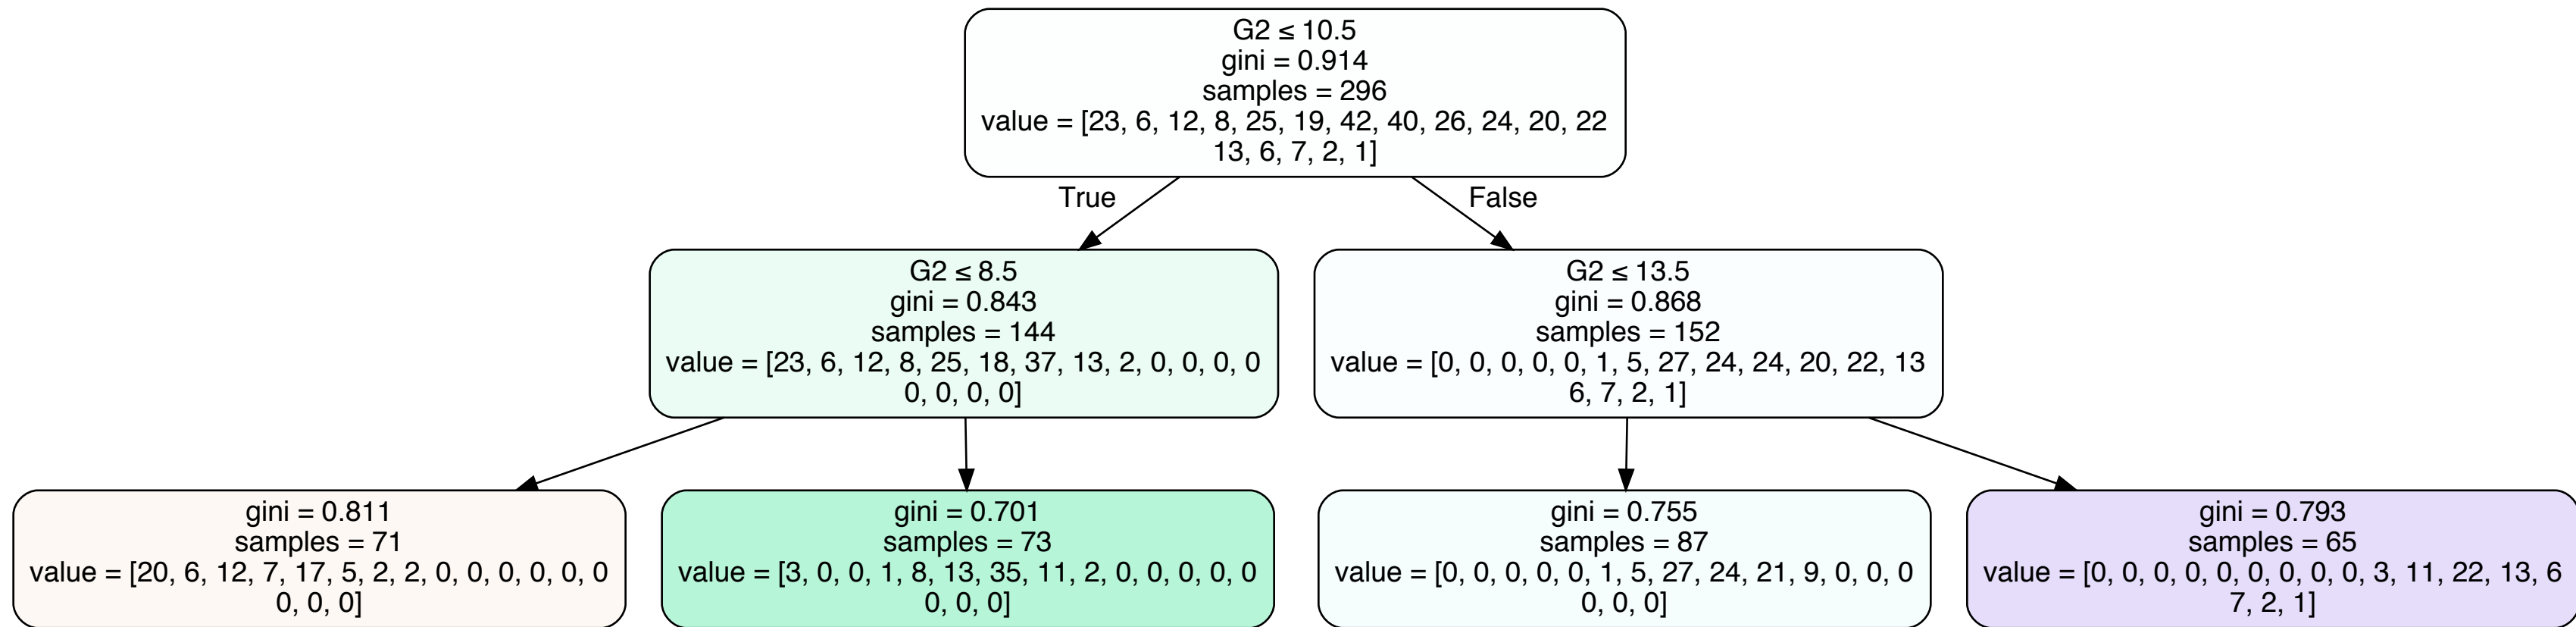 G2 ≤ 10.5
gini = 0.914
samples = 296
value = [23, 6, 12, 8, 25, 19, 42, 40, 26, 24, 20, 22
13, 6, 7, 2, 1]
True
False
G2 ≤ 8.5
gini = 0.843
samples = 144
value = [23, 6, 12, 8, 25, 18, 37, 13, 2, 0, 0, 0, 0
0, 0, 0, 0]
G2 ≤ 13.5
gini = 0.868
samples = 152
value = [0, 0, 0, 0, 0, 1, 5, 27, 24, 24, 20, 22, 13
6, 7, 2, 1]
gini = 0.811
samples = 71
value = [20, 6, 12, 7, 17, 5, 2, 2, 0, 0, 0, 0, 0, 0
0, 0, 0]
gini = 0.701
samples = 73
value = [3, 0, 0, 1, 8, 13, 35, 11, 2, 0, 0, 0, 0, 0
0, 0, 0]
gini = 0.755
samples = 87
value = [0, 0, 0, 0, 0, 1, 5, 27, 24, 21, 9, 0, 0, 0
0, 0, 0]
gini = 0.793
samples = 65
value = [0, 0, 0, 0, 0, 0, 0, 0, 0, 3, 11, 22, 13, 6
7, 2, 1]